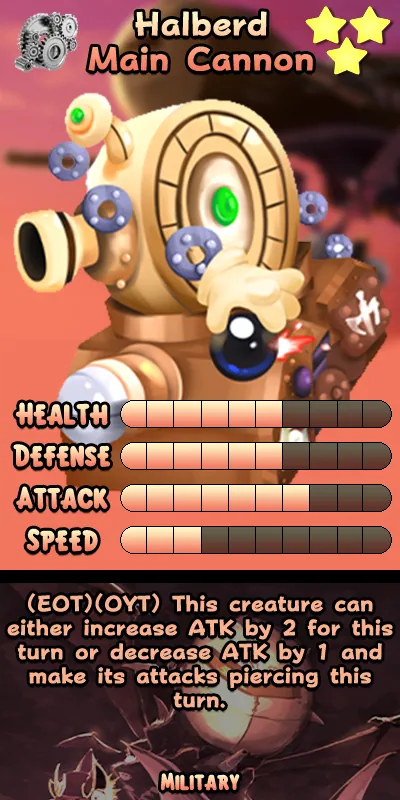 Halberd
Main Cannon
Health
Defense
Attack
Speed
(EOT)(OYT) This creature can
either increase ATK by 2 for this
turn or decrease ATK by 1 and
make its attacks piercing this
turn.
Military